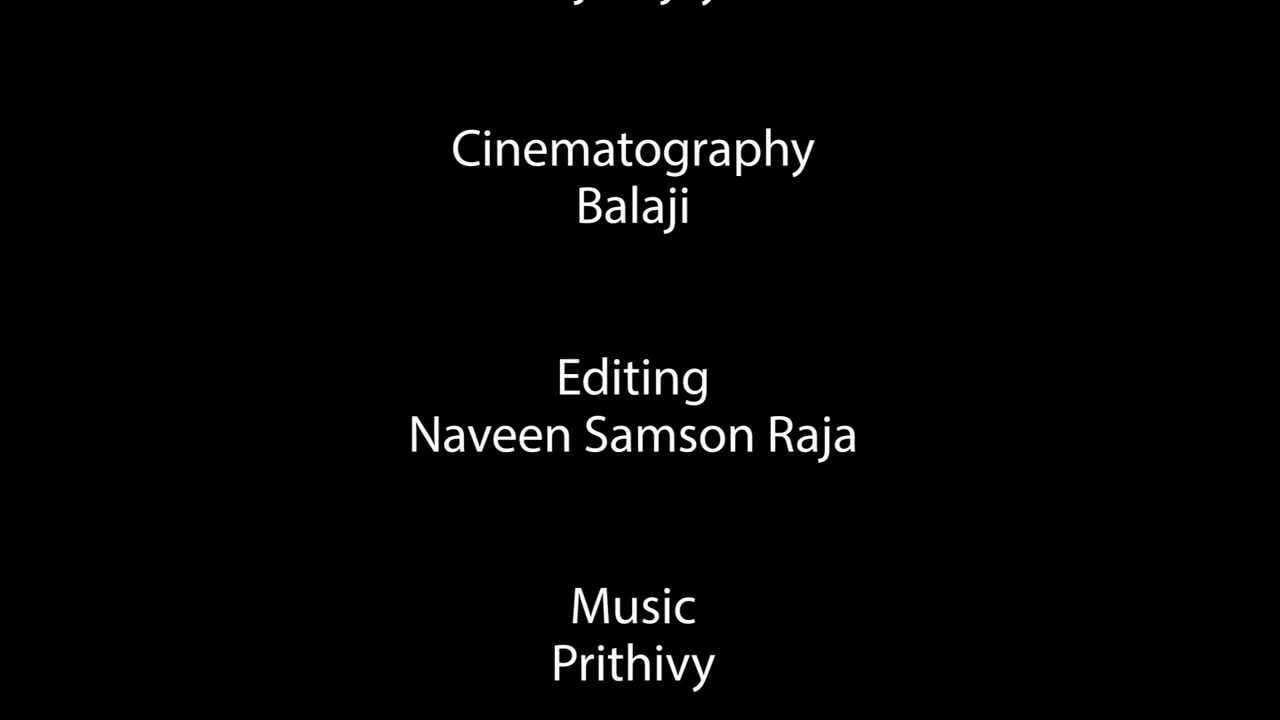 Cinematography
Balaji
Editing
Naveen Samson Raja
Music
Prithivy